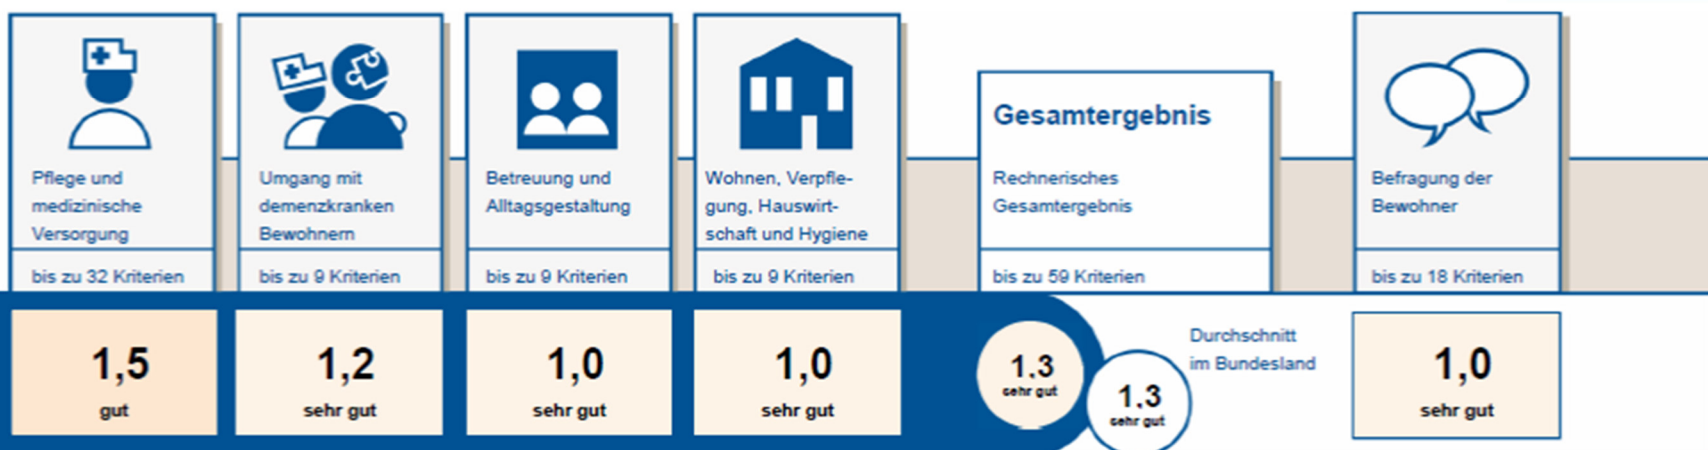 Pflege und
medizinische
Versorgung
bis zu 32 Kriterien
1,5
gut
Umgang mit
demenzkranken
Bewohnern
bis zu 9 Kriterien
1,2
sehr gut
Betreuung und
Alltagsgestaltung
bis zu 9 Kriterien
1,0
sehr gut
Wohnen, Verpfle-
gung, Hauswirt-
schaft und Hygiene
bis zu 9 Kriterien
1,0
sehr gut
Gesamtergebnis
Rechnerisches
Gesamtergebnis
bis zu 59 Kriterien
1.3
sehr gut
Durchschnitt
im Bundesland
1.3
sehr gut
Befragung der
Bewohner
bis zu 18 Kriterien
1,0
sehr gut